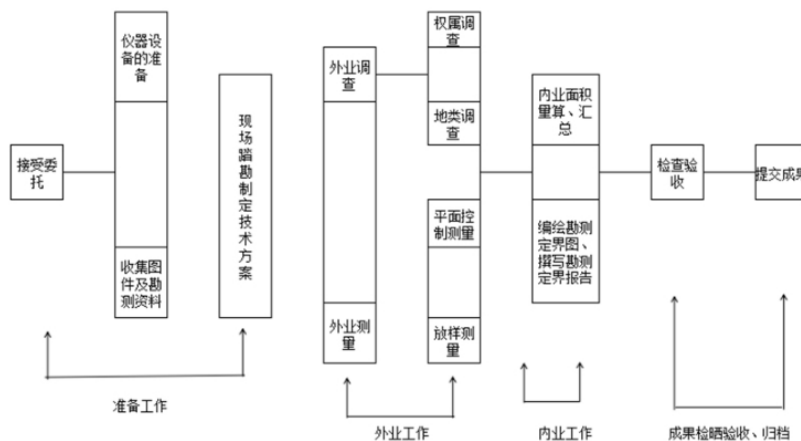 接受委
托
仪器设
备的准
备
收集图
件及勘
测资料
现
场
踏
勘
制
定
技
术
方
案
准备工作
外业调
查
外业测
量
权属调
查
地类调
查
平面控
制测量
放样测
量
外业工作
内业面积
量算、汇
总
编绘勘测
定界图、
撰写勘测
定界报告
内业工作
检查验
收
提交成果
成果检晒验收、归档